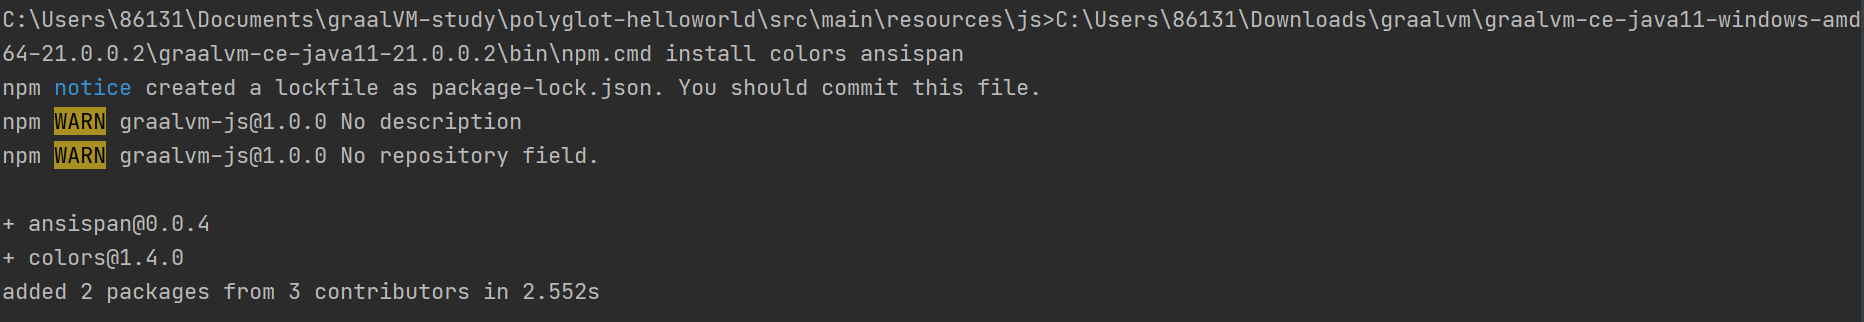 C:\Users\86131\Documents\graalVM-study\polyglot-helloworld\src\main\resources\js>C:\Users\86131\Downloads\graalvm\graalvm-ce-java11-windows-amd
64-21.0.0.2\graalvm-ce-java11-21.0.0.2\bin\npm.cmd install colors ansispan
npm notice created a lockfile as package-lock.json. You should commit this file.
npm WARN graalvm-js@1.0.0 No description
npm WARN graalvm-js@1.0.0 No repository field.
+ ansispan@0.0.4
+ colors@1.4.0
added 2 packages from 3 contributors in 2.552s